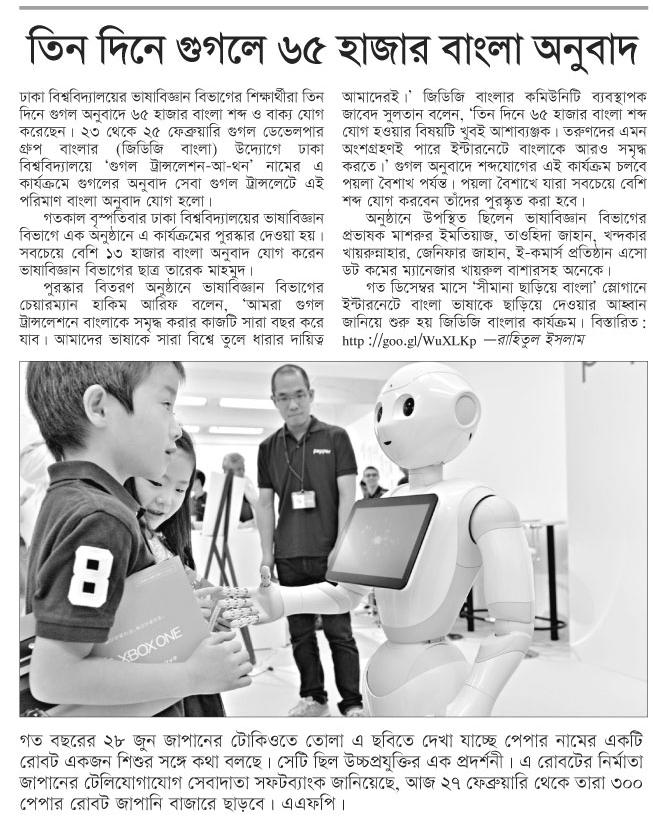 তিন দিনে গুগলে ৬৫ হাজার বাংলা অনুবাদ
ঢাকা বিশ্ববিদ্যালয়ের ভাষাবিজ্ঞান বিভাগের শিক্ষার্থীরা তিন
দিনে গুগল অনুবাদে ৬৫ হাজার বাংলা শব্দ ও বাক্য যোগ
করেছেন। ২৩ থেকে ২৫ ফেব্রুয়ারি গুগল ডেভেলপার
গ্রুপ বাংলার (জিডিজি বাংলা) উদ্যোগে ঢাকা
বিশ্ববিদ্যালয়ে ‘গুগল ট্রান্সলেশন-আ-থন’ নামের এ
কার্যক্রমে গুগলের অনুবাদ সেবা গুগল ট্রান্সলেটে এই
পরিমাণ বাংলা অনুবাদ যোগ হলো।
গতকাল বৃস্পতিবার ঢাকা বিশ্ববিদ্যালয়ের ভাষাবিজ্ঞান
বিভাগে এক অনুষ্ঠানে এ কার্যক্রমের পুরস্কার দেওয়া হয়।
সবচেয়ে বেশি ১৩ হাজার বাংলা অনুবাদ যোগ করেন
ভাষাবিজ্ঞান বিভাগের ছাত্র তারেক মাহমুদ।
পুরস্কার বিতরণ অনুষ্ঠানে ভাষাবিজ্ঞান বিভাগের
চেয়ারম্যান হাকিম আরিফ বলেন, ‘আমরা গুগল
ট্রান্সলেশনে বাংলাকে সমৃদ্ধ করার কাজটি সারা বছর করে
যাব। আমাদের ভাষাকে সারা বিশ্বে তুলে ধারার দায়িত্ব
আমাদেরই।’ জিডিজি বাংলার কমিউনিটি ব্যবস্থাপক
জাবেদ সুলতান বলেন, ‘তিন দিনে ৬৫ হাজার বাংলা শব্দ
যোগ হওয়ার বিষয়টি খুবই আশাব্যঞ্জক। তরুণদের এমন
অংশগ্রহণই পারে ইন্টারনেটে বাংলাকে আরও সমৃদ্ধ
করতে।’ গুগল অনুবাদে শব্দযোগের এই কার্যক্রম চলবে
পয়লা বৈশাখ পর্যন্ত। পয়লা বৈশাখে যারা সবচেয়ে বেশি
শব্দ যোগ করবেন তাঁদের পুরস্কৃত করা হবে।
অনুষ্ঠানে উপস্থিত ছিলেন ভাষাবিজ্ঞান বিভাগের
প্রভাষক মাশরুর ইমতিয়াজ, তাওহিদা জাহান, খন্দকার
খায়রুন্নাহার, জেনিফার জাহান, ই-কমার্স প্রতিষ্ঠান এসো
ডট কমের ম্যানেজার খায়রুল বাশারসহ অনেকে।
গত ডিসেম্বর মাসে ‘সীমানা ছাড়িয়ে বাংলা’ স্লোগানে
ইন্টারনেটে বাংলা ভাষাকে ছাড়িয়ে দেওয়ার আহ্বান
জানিয়ে শুরু হয় জিডিজি বাংলার কার্যক্রম। বিস্তারিত :
http ://goo.gl/WuXLKp —রাহিতুল ইসলাম
pepper
8
XBOX ONE
গত বছরের ২৮ জুন জাপানের টোকিওতে তোলা এ ছবিতে দেখা যাচ্ছে পেপার নামের একটি
রোবট একজন শিশুর সঙ্গে কথা বলছে। সেটি ছিল উচ্চপ্রযুক্তির এক প্রদর্শনী। এ রোবটের নির্মাতা
জাপানের টেলিযোগাযোগ সেবাদাতা সফটব্যাংক জানিয়েছে, আজ ২৭ ফেব্রুয়ারি থেকে তারা ৩০০
পেপার রোবট জাপানি বাজারে ছাড়বে। এএফপি।